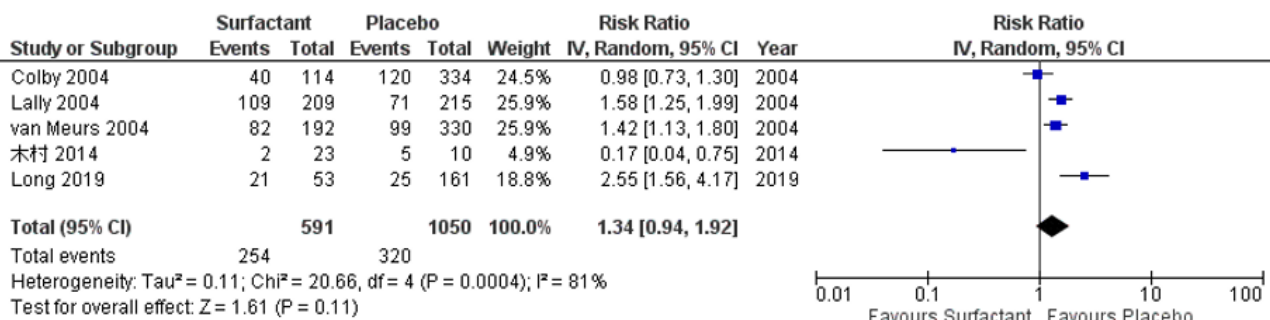 Surfactant Placebo Risk Ratio Risk Ratio
Study or Subgroup Events Total Events Total Weight IV, Random, 95% CI Year IV, Random, 95% CI
Colby 2004 40 114 120 334 24.5% 0.98 [0.73, 1.30] 2004
Lally 2004 109 209 71 215 25.9% 1.58 [1.25, 1.99] 2004
van Meurs 2004 82 192 99 330 25.9% 1.42 [1.13, 1.80] 2004
木村 2014 2 23 5 10 4.9% 0.17 [0.04, 0.75] 2014
Long 2019 21 53 25 161 18.8% 2.55 [1.56, 4.17] 2019
Total (95% CI) 591 1050 100.0% 1.34 [0.94, 1.92]
Total events 254 320
Heterogeneity: Tau² = 0.11; Chi² = 20.66, df = 4 (P = 0.0004); I² = 81%
Test for overall effect: Z = 1.61 (P = 0.11)
0.01 0.1 1 10 100
Favours Surfactant Favours Placebo